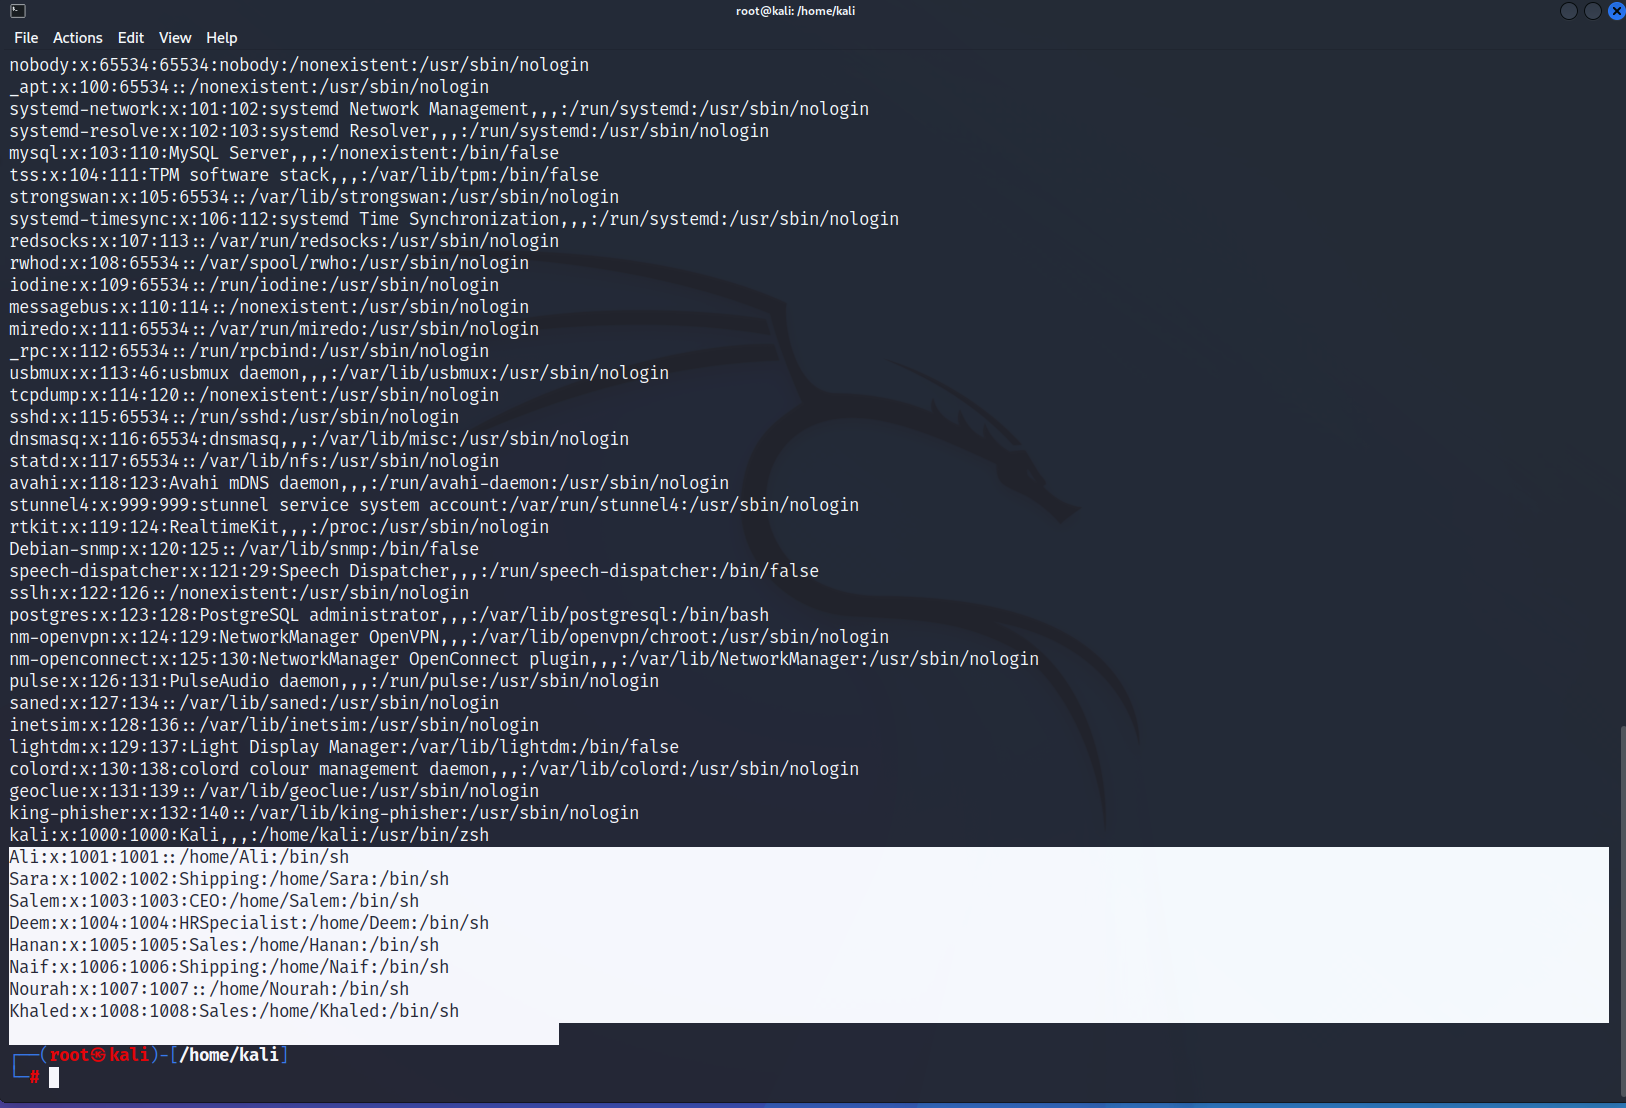 root@kali: /home/kali
File Actions Edit View Help
nobody:x:65534:65534:nobody:/nonexistent:/usr/sbin/nologin
_apt:x:100:65534::/nonexistent:/usr/sbin/nologin
systemd-network:x:101:102:systemd Network Management,,,:/run/systemd:/usr/sbin/nologin
systemd-resolve:x:102:103:systemd Resolver,,,:/run/systemd:/usr/sbin/nologin
mysql:x:103:110:MySQL Server,,,:/nonexistent:/bin/false
tss:x:104:111:TPM software stack,,,:/var/lib/tpm:/bin/false
strongswan:x:105:65534::/var/lib/strongswan:/usr/sbin/nologin
systemd-timesync:x:106:112:systemd Time Synchronization,,,:/run/systemd:/usr/sbin/nologin
redsocks:x:107:113::/var/run/redsocks:/usr/sbin/nologin
rwhod:x:108:65534::/var/spool/rwho:/usr/sbin/nologin
iodine:x:109:65534::/run/iodine:/usr/sbin/nologin
messagebus:x:110:114::/nonexistent:/usr/sbin/nologin
miredo:x:111:65534::/var/run/miredo:/usr/sbin/nologin
_rpc:x:112:65534::/run/rpcbind:/usr/sbin/nologin
usbmux:x:113:46:usbmux daemon,,,:/var/lib/usbmux:/usr/sbin/nologin
tcpdump:x:114:120::/nonexistent:/usr/sbin/nologin
sshd:x:115:65534::/run/sshd:/usr/sbin/nologin
dnsmasq:x:116:65534:dnsmasq,,,:/var/lib/misc:/usr/sbin/nologin
statd:x:117:65534::/var/lib/nfs:/usr/sbin/nologin
avahi:x:118:123:Avahi mDNS daemon,,,:/run/avahi-daemon:/usr/sbin/nologin
stunnel4:x:999:999:stunnel service system account:/var/run/stunnel4:/usr/sbin/nologin
rtkit:x:119:124:RealtimeKit,,,:/proc:/usr/sbin/nologin
Debian-snmp:x:120:125::/var/lib/snmp:/bin/false
speech-dispatcher:x:121:29:Speech Dispatcher,,,:/run/speech-dispatcher:/bin/false
sslh:x:122:126::/nonexistent:/usr/sbin/nologin
postgres:x:123:128:PostgreSQL administrator,,,:/var/lib/postgresql:/bin/bash
nm-openvpn:x:124:129:NetworkManager OpenVPN,,,:/var/lib/openvpn/chroot:/usr/sbin/nologin
nm-openconnect:x:125:130:NetworkManager OpenConnect plugin,,,:/var/lib/NetworkManager:/usr/sbin/nologin
pulse:x:126:131:PulseAudio daemon,,,:/run/pulse:/usr/sbin/nologin
saned:x:127:134::/var/lib/saned:/usr/sbin/nologin
inetsim:x:128:136::/var/lib/inetsim:/usr/sbin/nologin
lightdm:x:129:137:Light Display Manager:/var/lib/lightdm:/bin/false
colord:x:130:138:colord colour management daemon,,,:/var/lib/colord:/usr/sbin/nologin
geoclue:x:131:139::/var/lib/geoclue:/usr/sbin/nologin
king-phisher:x:132:140::/var/lib/king-phisher:/usr/sbin/nologin
kali:x:1000:1000:Kali,,,:/home/kali:/usr/bin/zsh
Ali:x:1001:1001::/home/Ali:/bin/sh
Sara:x:1002:1002:Shipping:/home/Sara:/bin/sh
Salem:x:1003:1003:CEO:/home/Salem:/bin/sh
Deem:x:1004:1004:HRSpecialist:/home/Deem:/bin/sh
Hanan:x:1005:1005:Sales:/home/Hanan:/bin/sh
Naif:x:1006:1006:Shipping:/home/Naif:/bin/sh
Nourah:x:1007:1007::/home/Nourah:/bin/sh
Khaled:x:1008:1008:Sales:/home/Khaled:/bin/sh
┌──(root㉿kali)-[/home/kali]
└─#